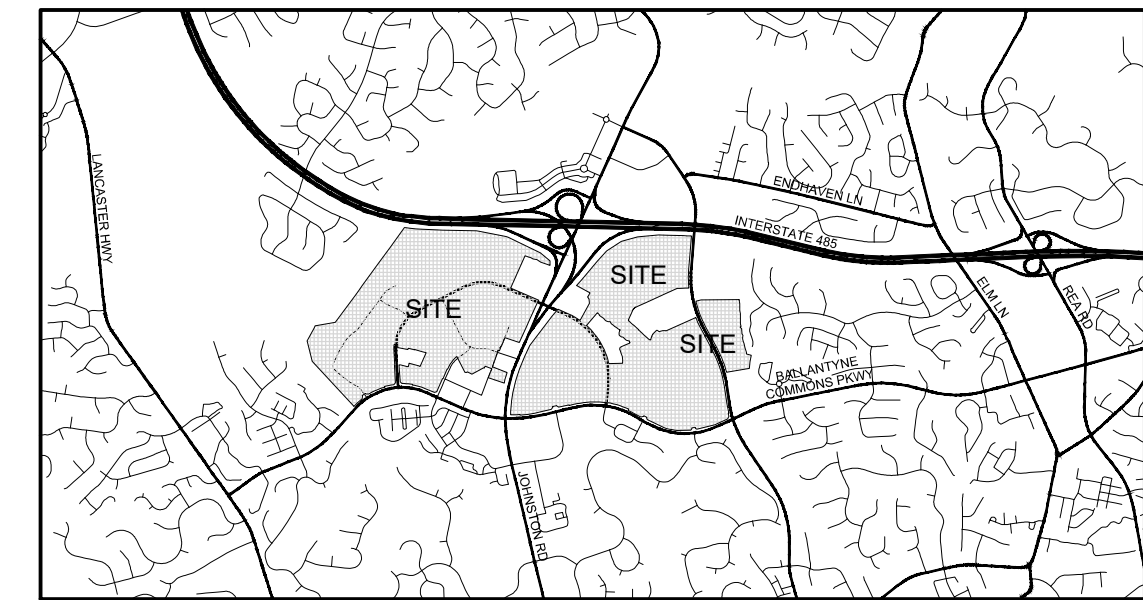 LANCASTER HWY
ENDHAVEN LN
INTERSTATE 485
SITE
SITE
SITE
ELM LN
REA RD
BALLANTYNE
COMMONS PKWY
JOHNSTON RD